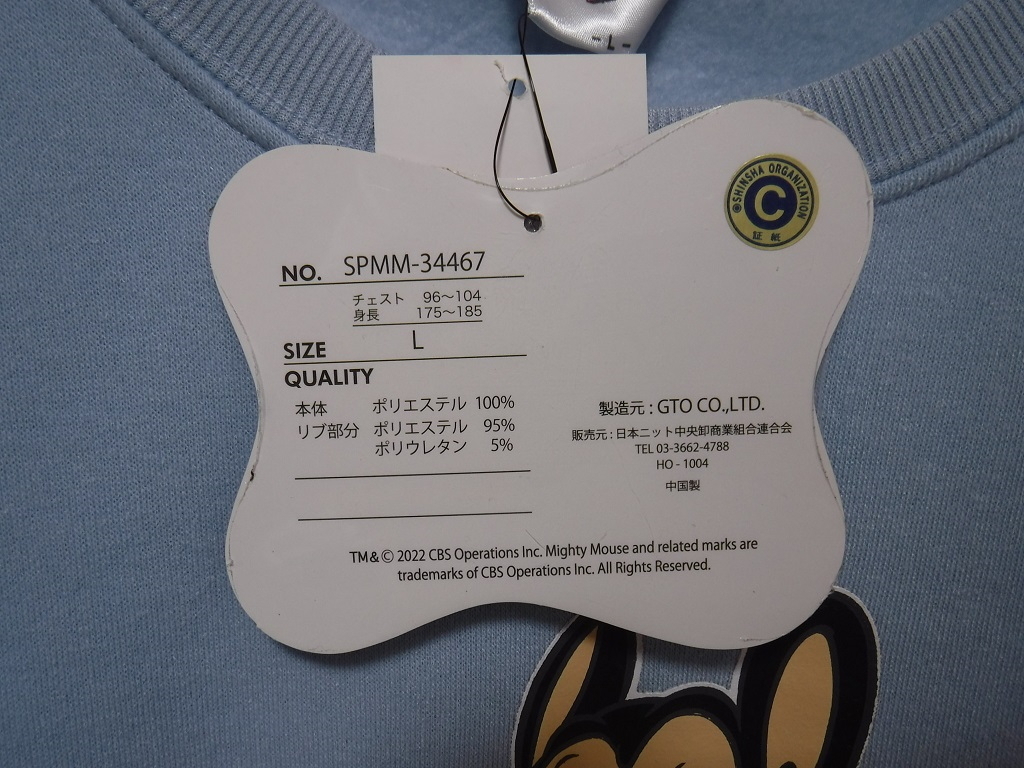 - L -
©SHINSHA ORGANIZATION
C
証紙
NO. SPMM-34467
チェスト 96～104
身長 175～185
SIZE L
QUALITY
本体 ポリエステル 100%
リブ部分 ポリエステル 95%
ポリウレタン 5%
製造元 : GTO CO.,LTD.
販売元 : 日本ニット中央卸商業組合連合会
TEL 03-3662-4788
HO - 1004
中国製
TM & © 2022 CBS Operations Inc. Mighty Mouse and related marks are
trademarks of CBS Operations Inc. All Rights Reserved.